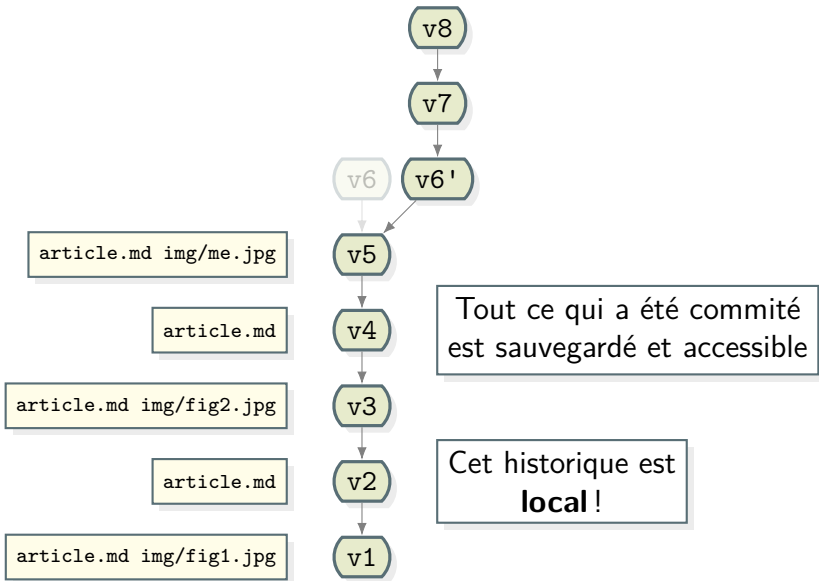 v8
v7
v6 v6'
article.md img/me.jpg v5
article.md v4
Tout ce qui a été commité
est sauvegardé et accessible
article.md img/fig2.jpg v3
article.md v2
Cet historique est
local !
article.md img/fig1.jpg v1